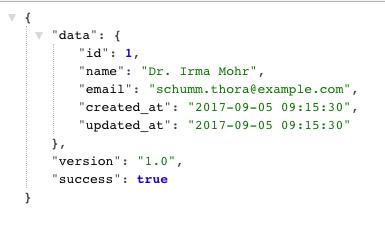 {
"data": {
"id": 1,
"name": "Dr. Irma Mohr",
"email": "schumm.thora@example.com",
"created_at": "2017-09-05 09:15:30",
"updated_at": "2017-09-05 09:15:30"
},
"version": "1.0",
"success": true
}